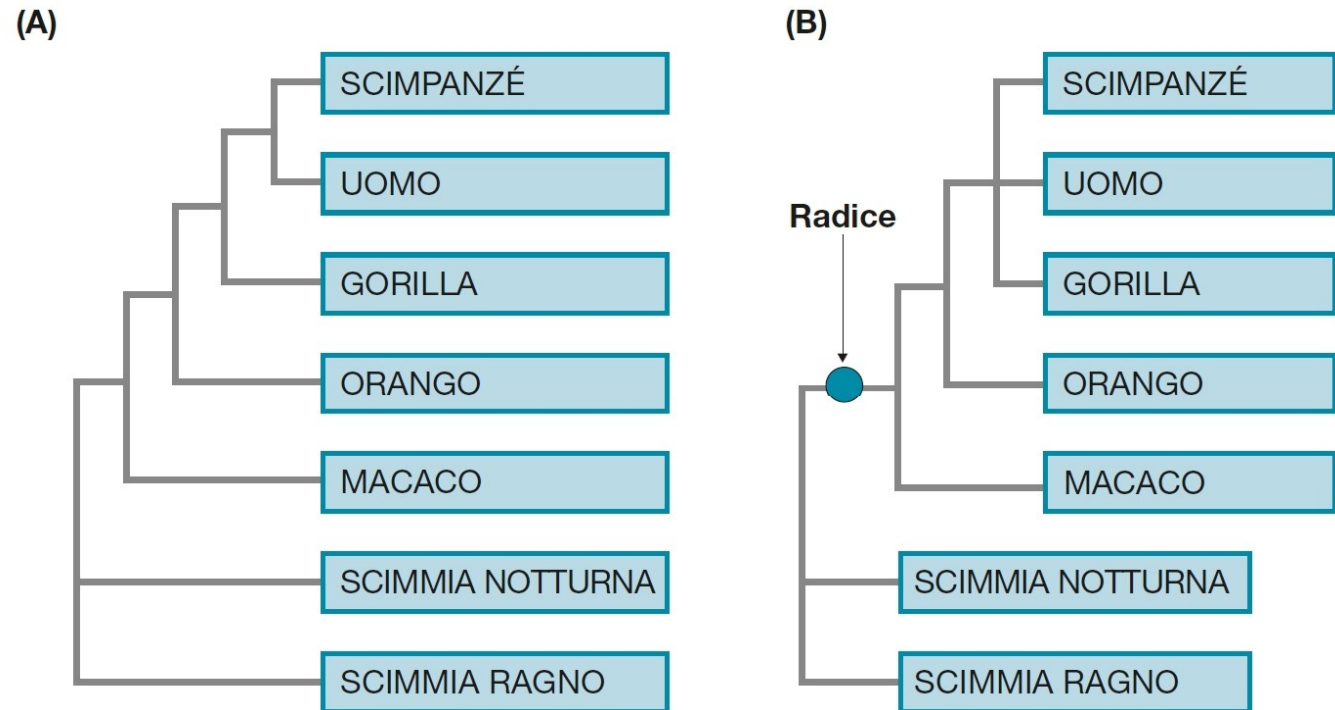 (A)
SCIMPANZÉ
UOMO
GORILLA
ORANGO
MACACO
SCIMMIA NOTTURNA
SCIMMIA RAGNO
(B)
Radice
SCIMPANZÉ
UOMO
GORILLA
ORANGO
MACACO
SCIMMIA NOTTURNA
SCIMMIA RAGNO